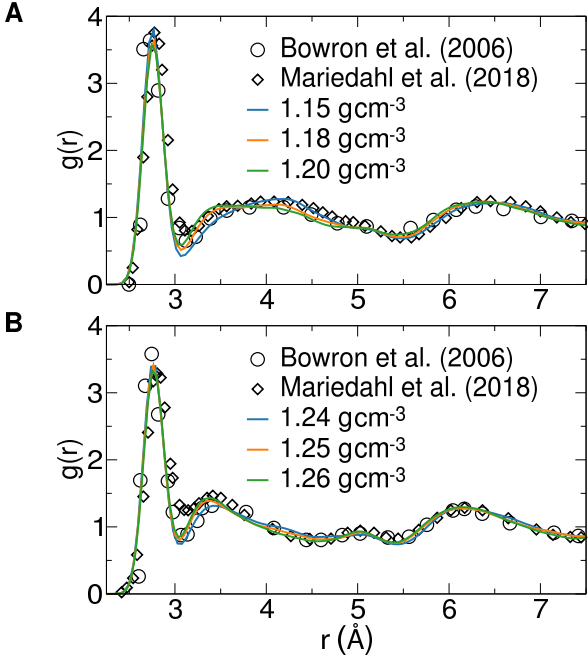 A
4
3
2
1
0
g(r)
Bowron et al. (2006)
Mariedahl et al. (2018)
1.15 gcm-3
1.18 gcm-3
1.20 gcm-3
3 4 5 6 7
B
4
3
2
1
0
g(r)
Bowron et al. (2006)
Mariedahl et al. (2018)
1.24 gcm-3
1.25 gcm-3
1.26 gcm-3
3 4 5 6 7
r (Å)